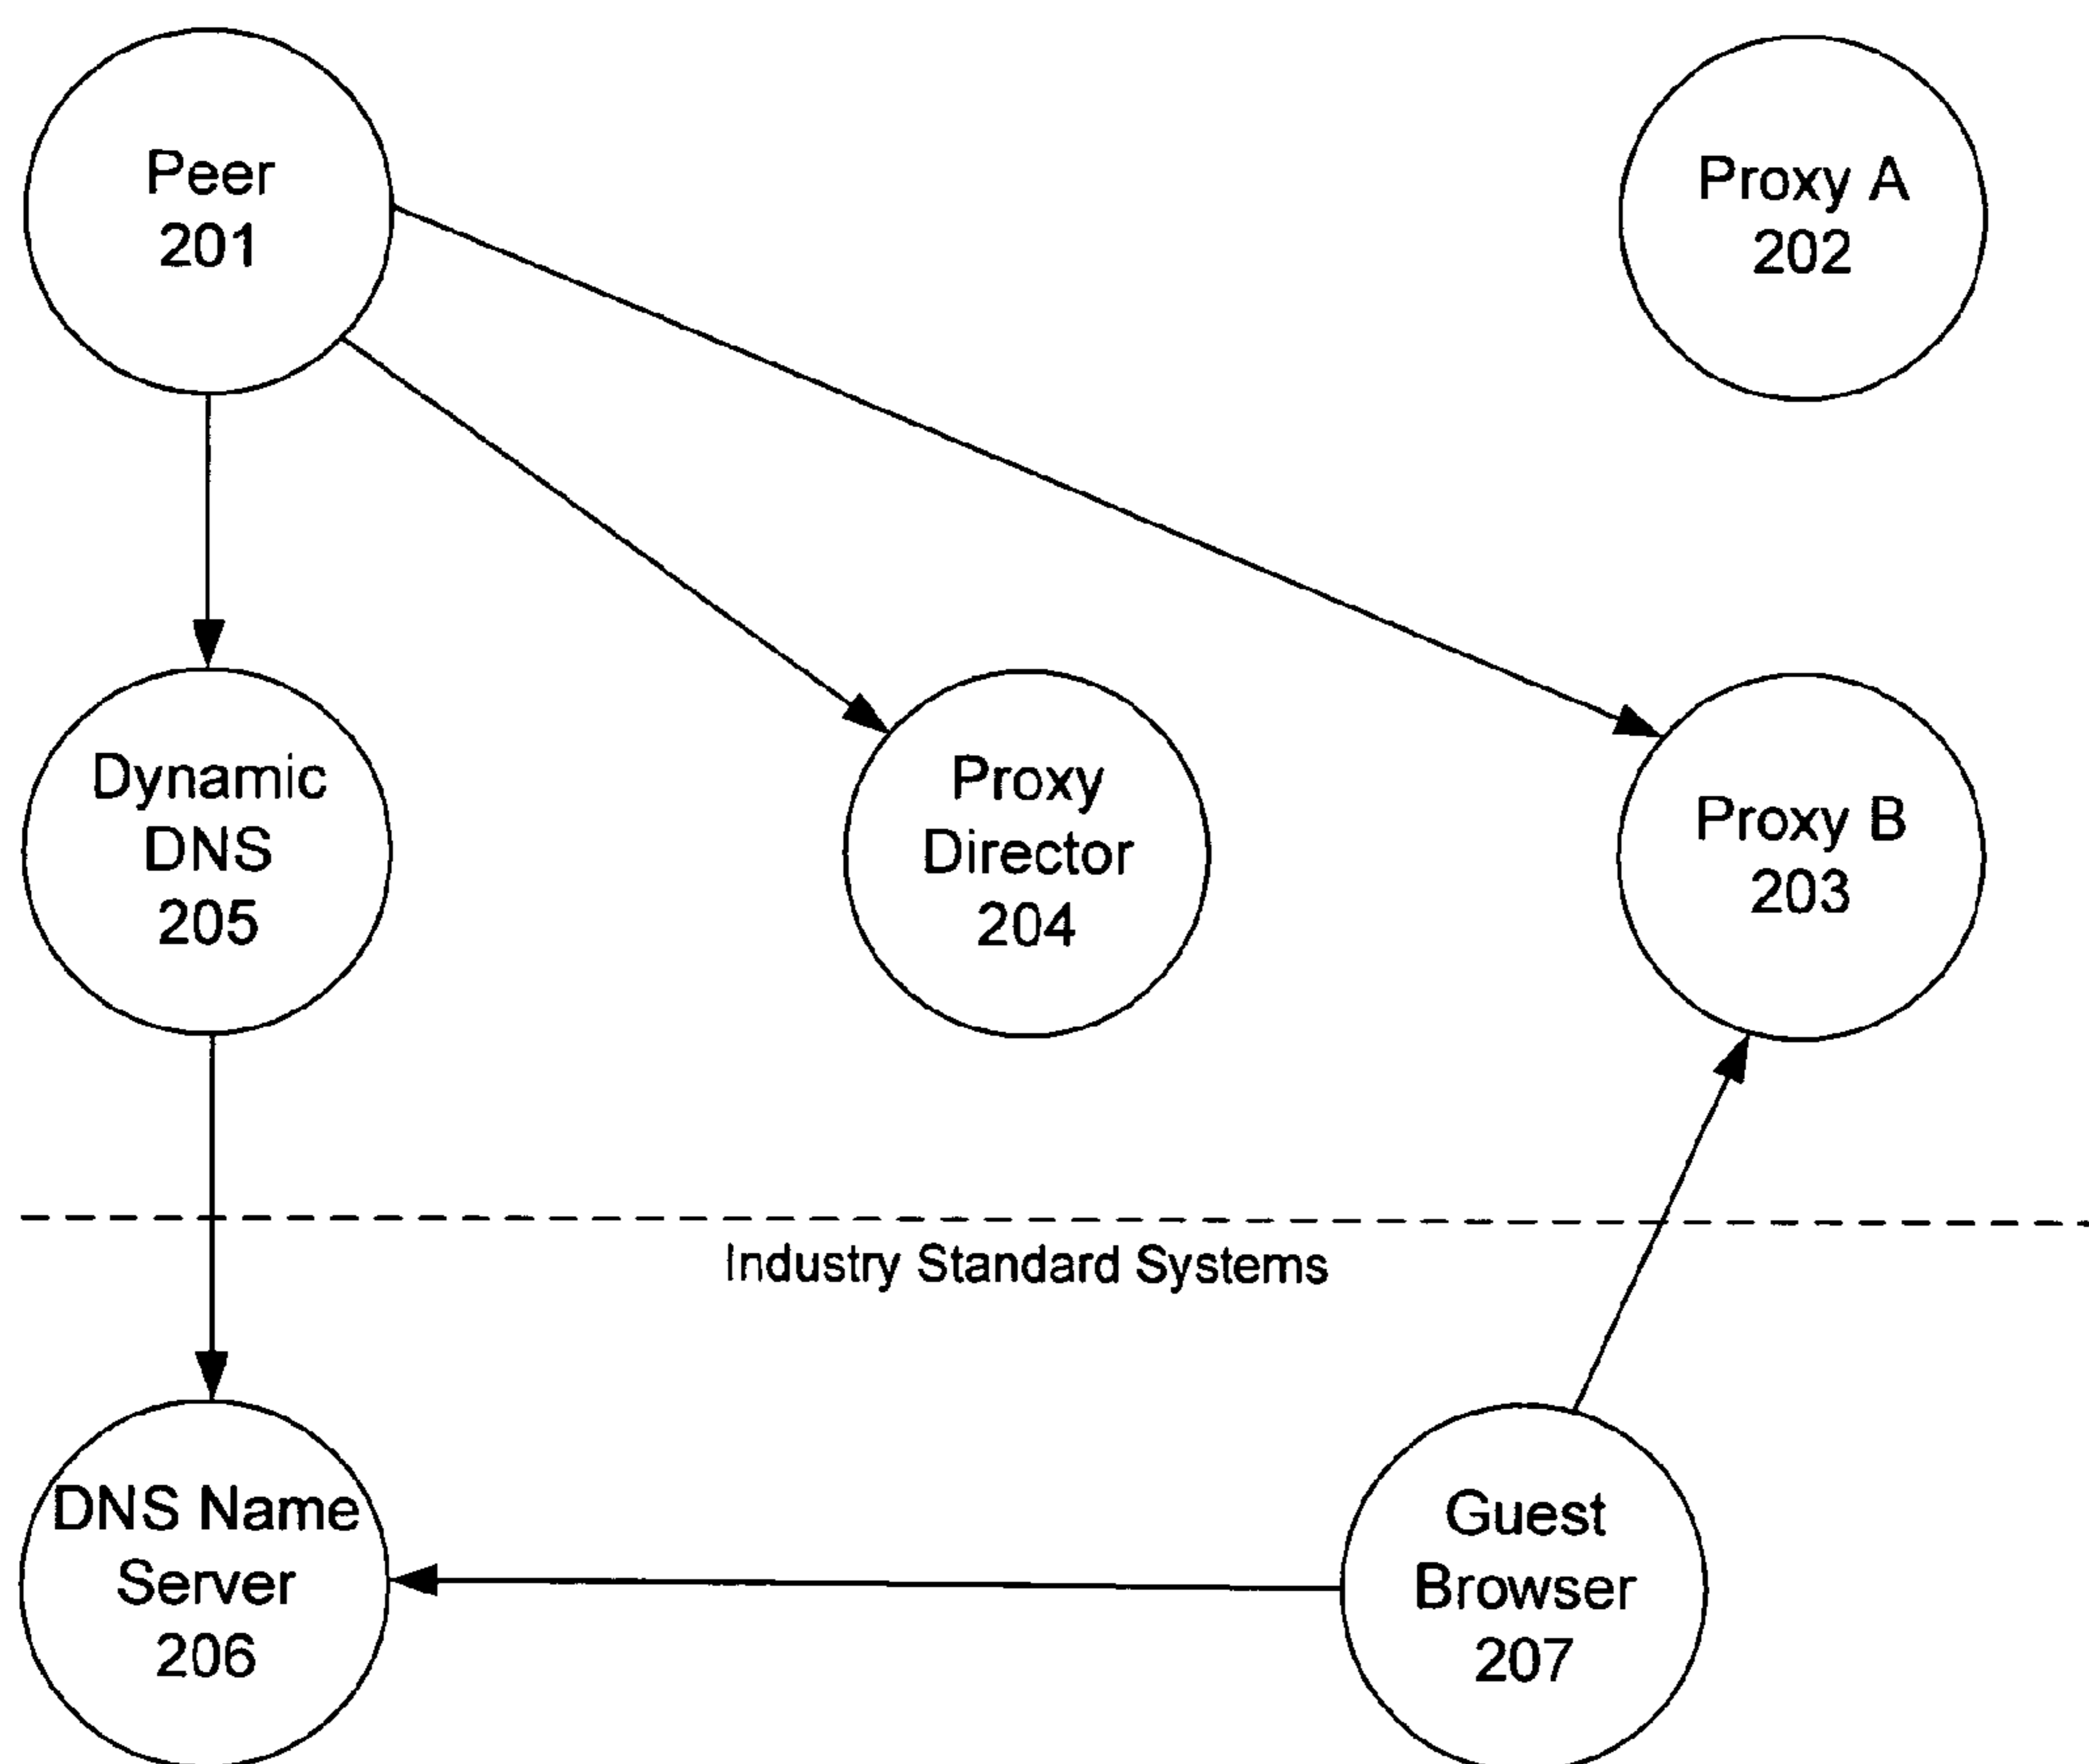 Peer
201
Proxy A
202
Dynamic
DNS
205
Proxy
Director
204
Proxy B
203
Industry Standard Systems
DNS Name
Server
206
Guest
Browser
207